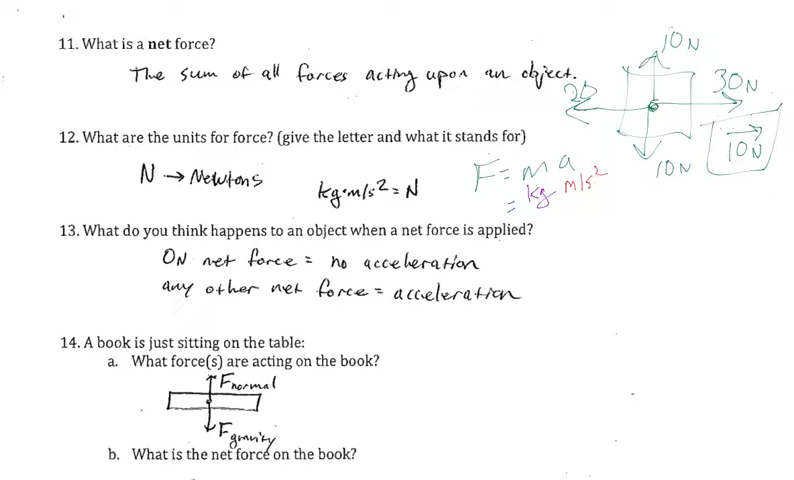 11. What is a net force?
The sum of all forces acting upon an object.
10N
20
30N
10N
10N
12. What are the units for force? (give the letter and what it stands for)
N → Newtons
kg·m/s² = N
F = m a
= kg m/s²
13. What do you think happens to an object when a net force is applied?
0N net force = no acceleration
any other net force = acceleration
14. A book is just sitting on the table:
a. What force(s) are acting on the book?
Fnormal
Fgravity
b. What is the net force on the book?